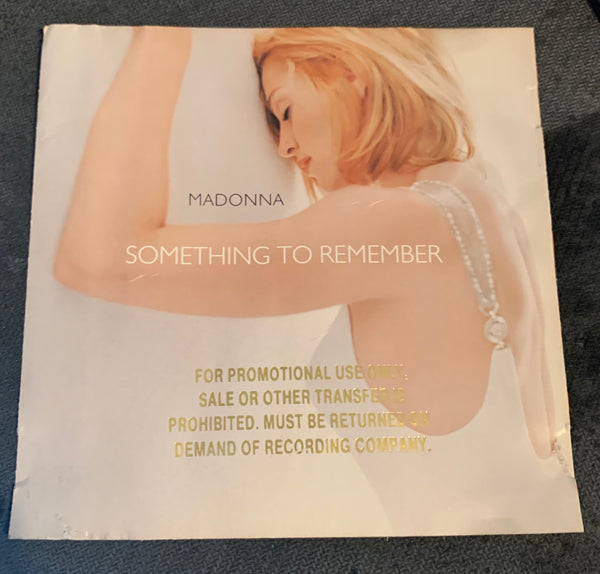 MADONNA
SOMETHING TO REMEMBER
FOR PROMOTIONAL USE ONLY.
SALE OR OTHER TRANSFER IS
PROHIBITED. MUST BE RETURNED ON
DEMAND OF RECORDING COMPANY.